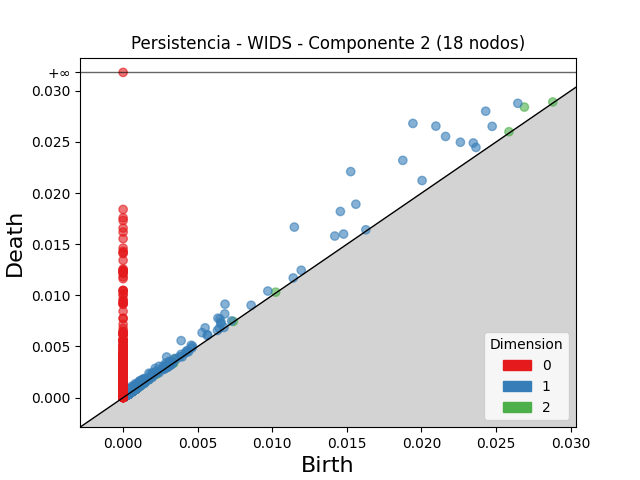 Persistencia - WIDS - Componente 2 (18 nodos)
+∞
0.030
0.025
0.020
0.015
0.010
0.005
0.000
Death
Dimension
0
1
2
0.000 0.005 0.010 0.015 0.020 0.025 0.030
Birth